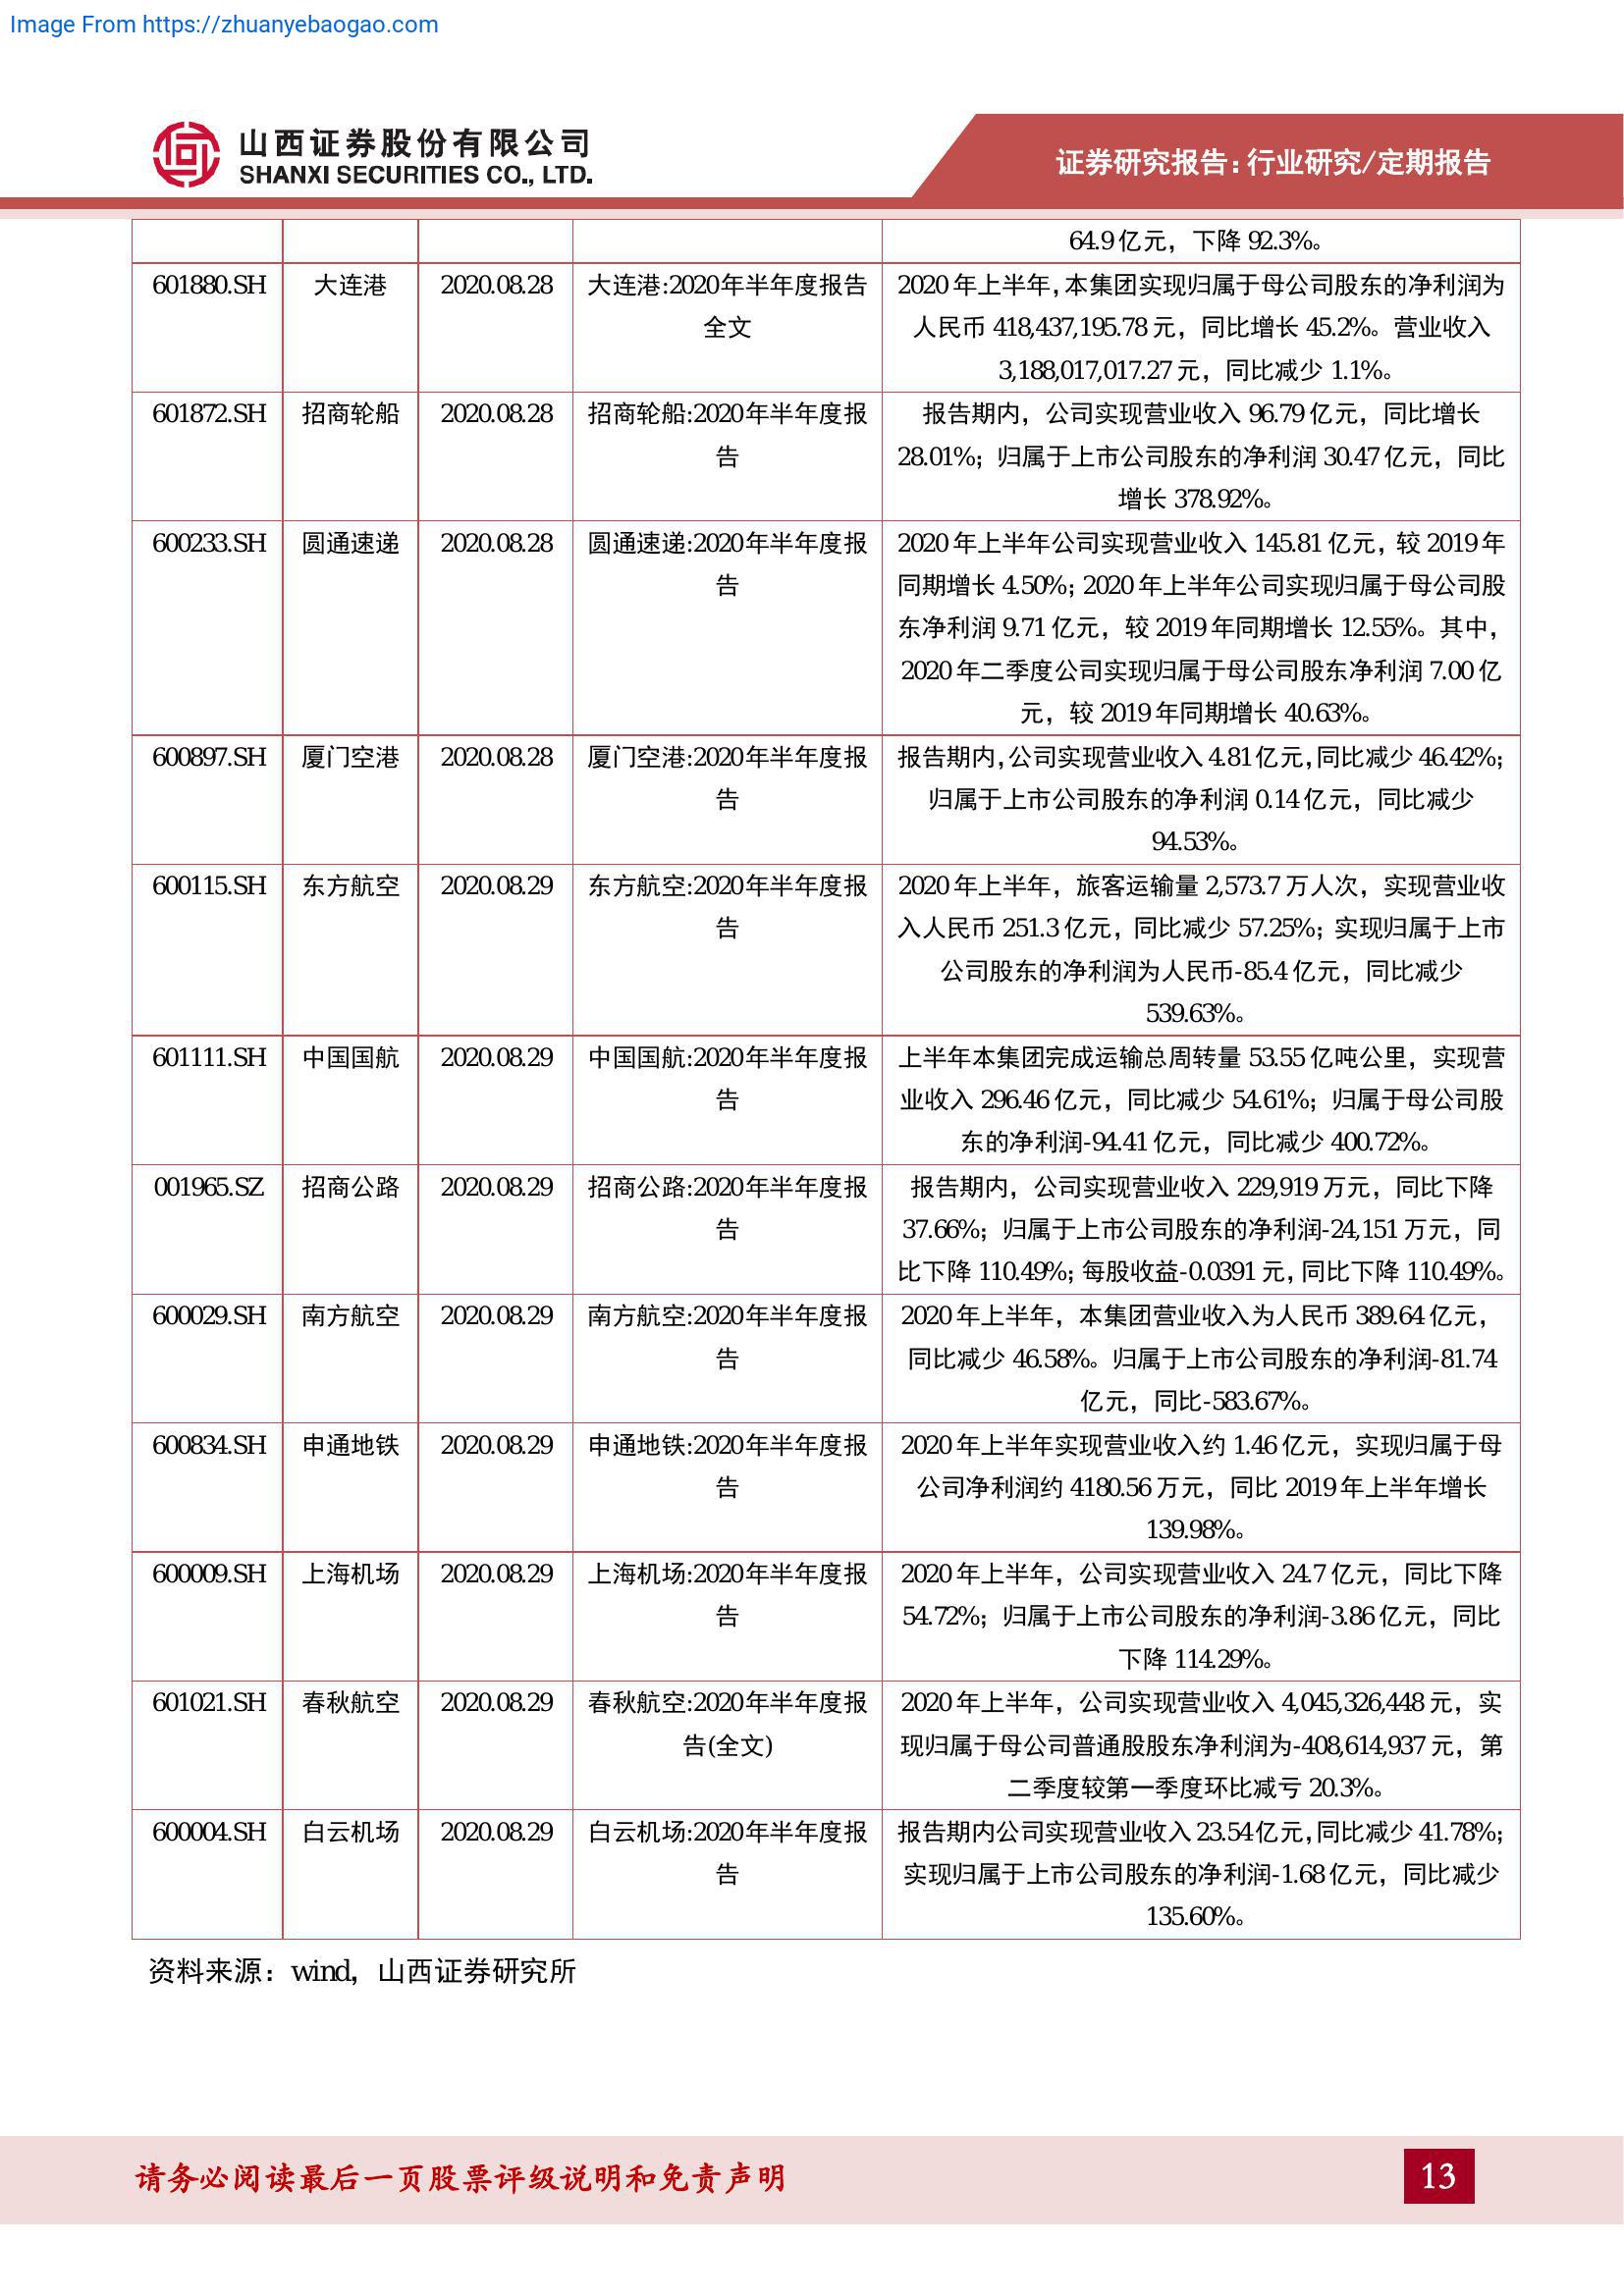 Image From https://zhuanyebaogao.com
山西证券股份有限公司
SHANXI SECURITIES CO., LTD.
证券研究报告：行业研究/定期报告
64.9 亿元，下降 92.3%。
601880.SH 大连港 2020.08.28 大连港:2020年半年度报告 2020 年上半年，本集团实现归属于母公司股东的净利润为
全文 人民币 418,437,195.78 元，同比增长 45.2%。营业收入
3,188,017,017.27 元，同比减少 1.1%。
601872.SH 招商轮船 2020.08.28 招商轮船:2020年半年度报 报告期内，公司实现营业收入 96.79 亿元，同比增长
告 28.01%；归属于上市公司股东的净利润 30.47 亿元，同比
增长 378.92%。
600233.SH 圆通速递 2020.08.28 圆通速递:2020年半年度报 2020 年上半年公司实现营业收入 145.81 亿元，较 2019 年
告 同期增长 4.50%；2020 年上半年公司实现归属于母公司股
东净利润 9.71 亿元，较 2019 年同期增长 12.55%。其中，
2020 年二季度公司实现归属于母公司股东净利润 7.00 亿
元，较 2019 年同期增长 40.63%。
600897.SH 厦门空港 2020.08.28 厦门空港:2020年半年度报 报告期内，公司实现营业收入 4.81 亿元，同比减少 46.42%；
告 归属于上市公司股东的净利润 0.14 亿元，同比减少
94.53%。
600115.SH 东方航空 2020.08.29 东方航空:2020年半年度报 2020 年上半年，旅客运输量 2,573.7 万人次，实现营业收
告 入人民币 251.3 亿元，同比减少 57.25%；实现归属于上市
公司股东的净利润为人民币-85.4 亿元，同比减少
539.63%。
601111.SH 中国国航 2020.08.29 中国国航:2020年半年度报 上半年本集团完成运输总周转量 53.55 亿吨公里，实现营
告 业收入 296.46 亿元，同比减少 54.61%；归属于母公司股
东的净利润-94.41 亿元，同比减少 400.72%。
001965.SZ 招商公路 2020.08.29 招商公路:2020年半年度报 报告期内，公司实现营业收入 229,919 万元，同比下降
告 37.66%；归属于上市公司股东的净利润-24,151 万元，同
比下降 110.49%；每股收益-0.0391 元，同比下降 110.49%。
600029.SH 南方航空 2020.08.29 南方航空:2020年半年度报 2020 年上半年，本集团营业收入为人民币 389.64 亿元，
告 同比减少 46.58%。归属于上市公司股东的净利润-81.74
亿元，同比-583.67%。
600834.SH 申通地铁 2020.08.29 申通地铁:2020年半年度报 2020 年上半年实现营业收入约 1.46 亿元，实现归属于母
告 公司净利润约 4180.56 万元，同比 2019 年上半年增长
139.98%。
600009.SH 上海机场 2020.08.29 上海机场:2020年半年度报 2020 年上半年，公司实现营业收入 24.7 亿元，同比下降
告 54.72%；归属于上市公司股东的净利润-3.86 亿元，同比
下降 114.29%。
601021.SH 春秋航空 2020.08.29 春秋航空:2020年半年度报 2020 年上半年，公司实现营业收入 4,045,326,448 元，实
告(全文) 现归属于母公司普通股股东净利润为-408,614,937 元，第
二季度较第一季度环比减亏 20.3%。
600004.SH 白云机场 2020.08.29 白云机场:2020年半年度报 报告期内公司实现营业收入 23.54 亿元，同比减少 41.78%；
告 实现归属于上市公司股东的净利润-1.68 亿元，同比减少
135.60%。
资料来源：wind，山西证券研究所
请务必阅读最后一页股票评级说明和免责声明
13